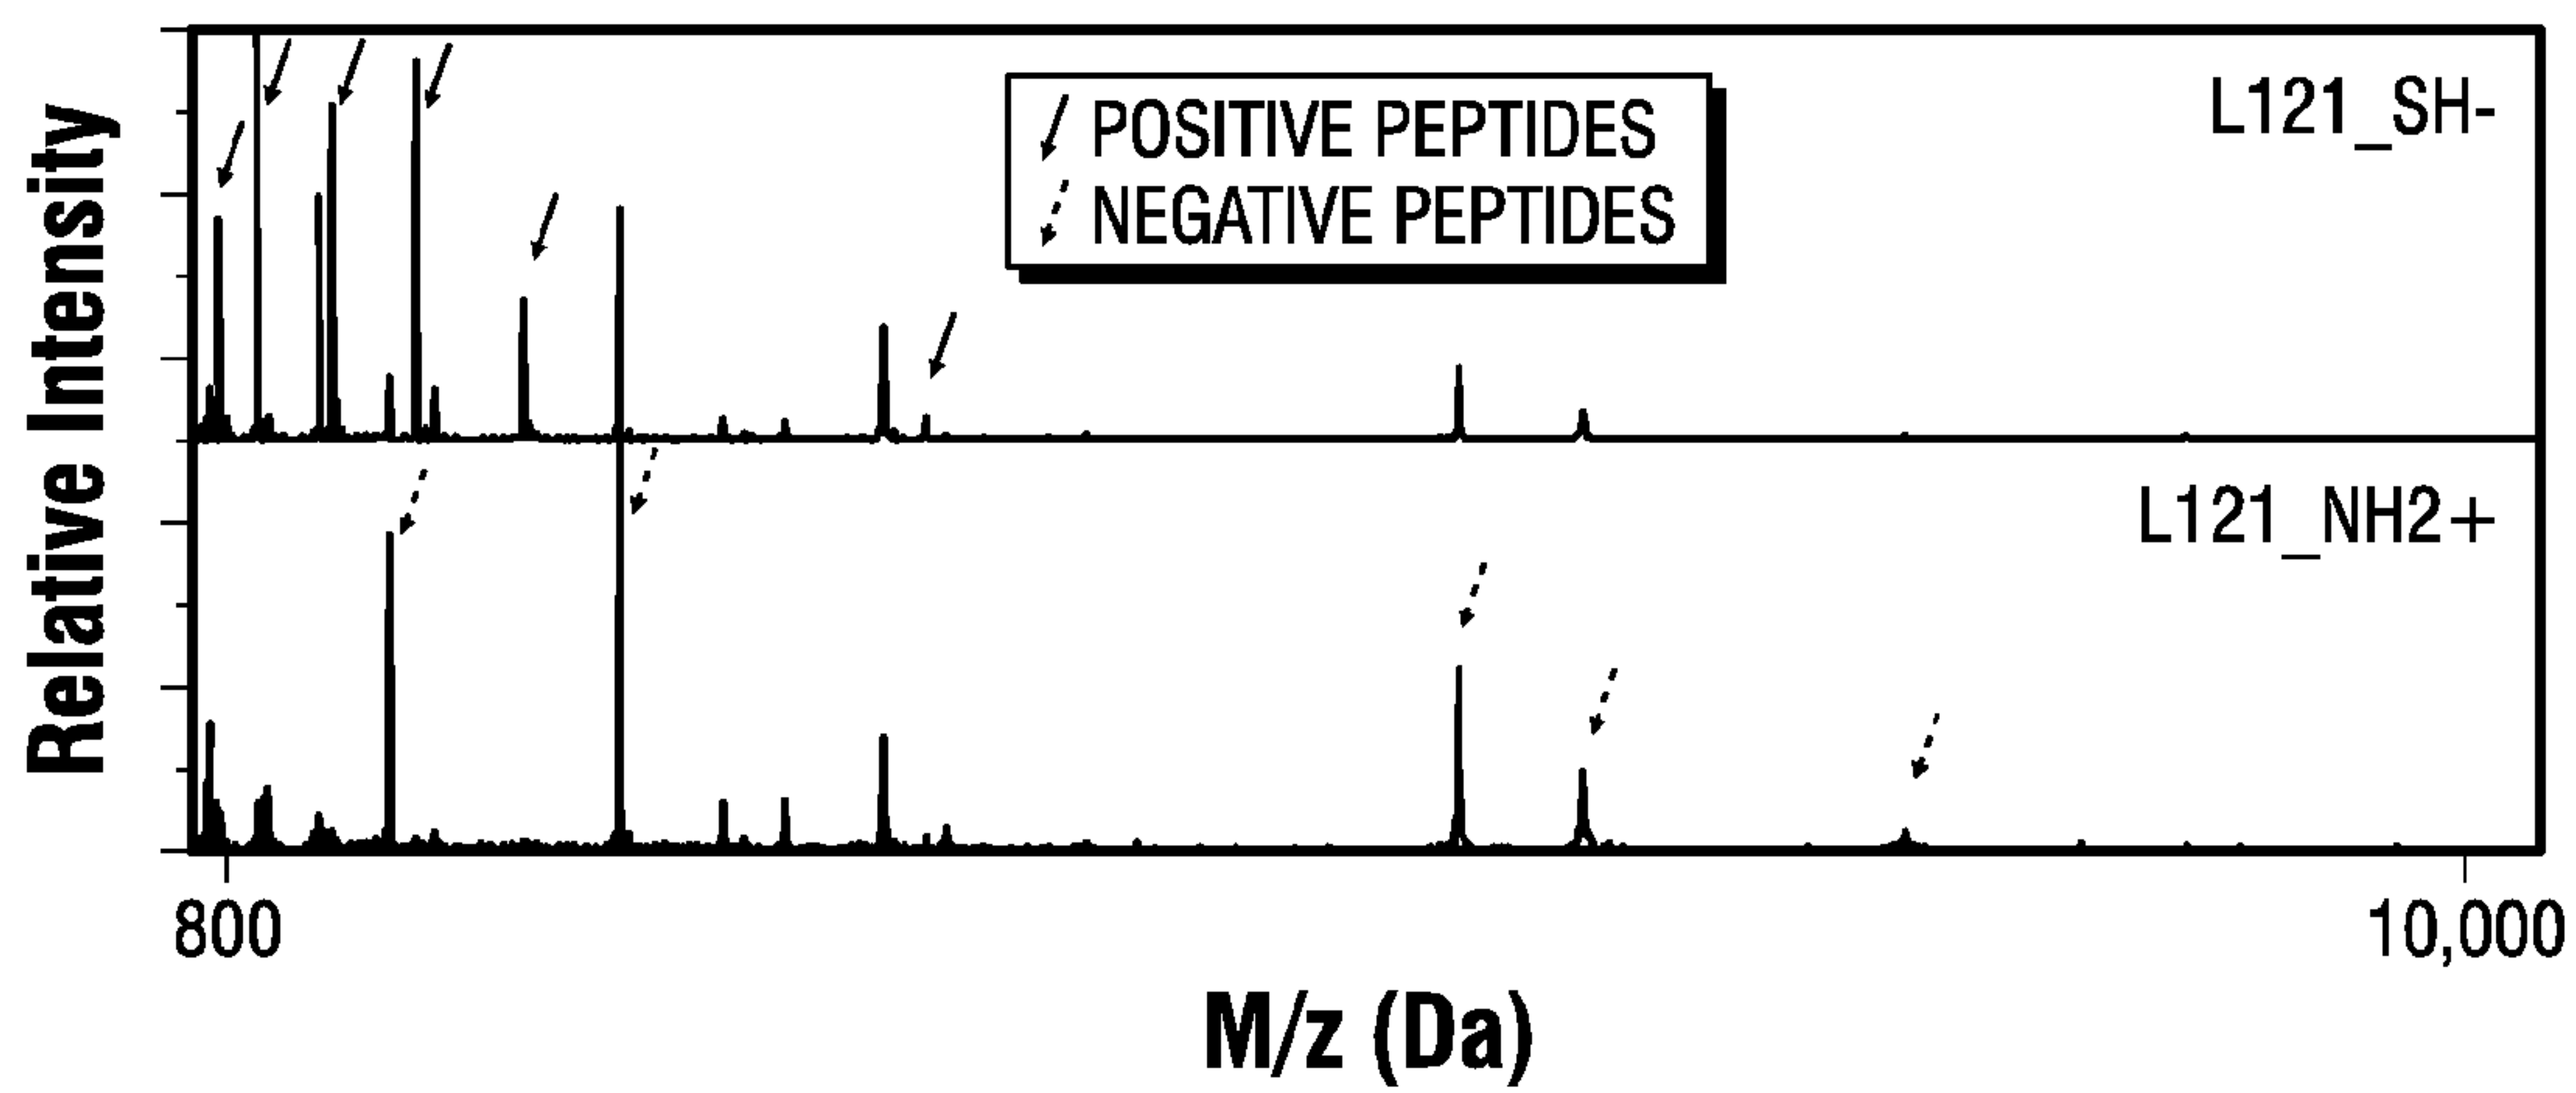 L121_SH-
POSITIVE PEPTIDES
NEGATIVE PEPTIDES
L121_NH2+
Relative Intensity
800
10,000
M/z (Da)